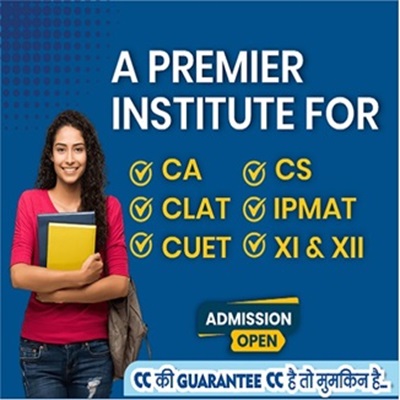 A PREMIER
INSTITUTE FOR
CA CS
CLAT IPMAT
CUET XI & XII
ADMISSION
OPEN
CC की GUARANTEE CC है तो मुमकिन है...